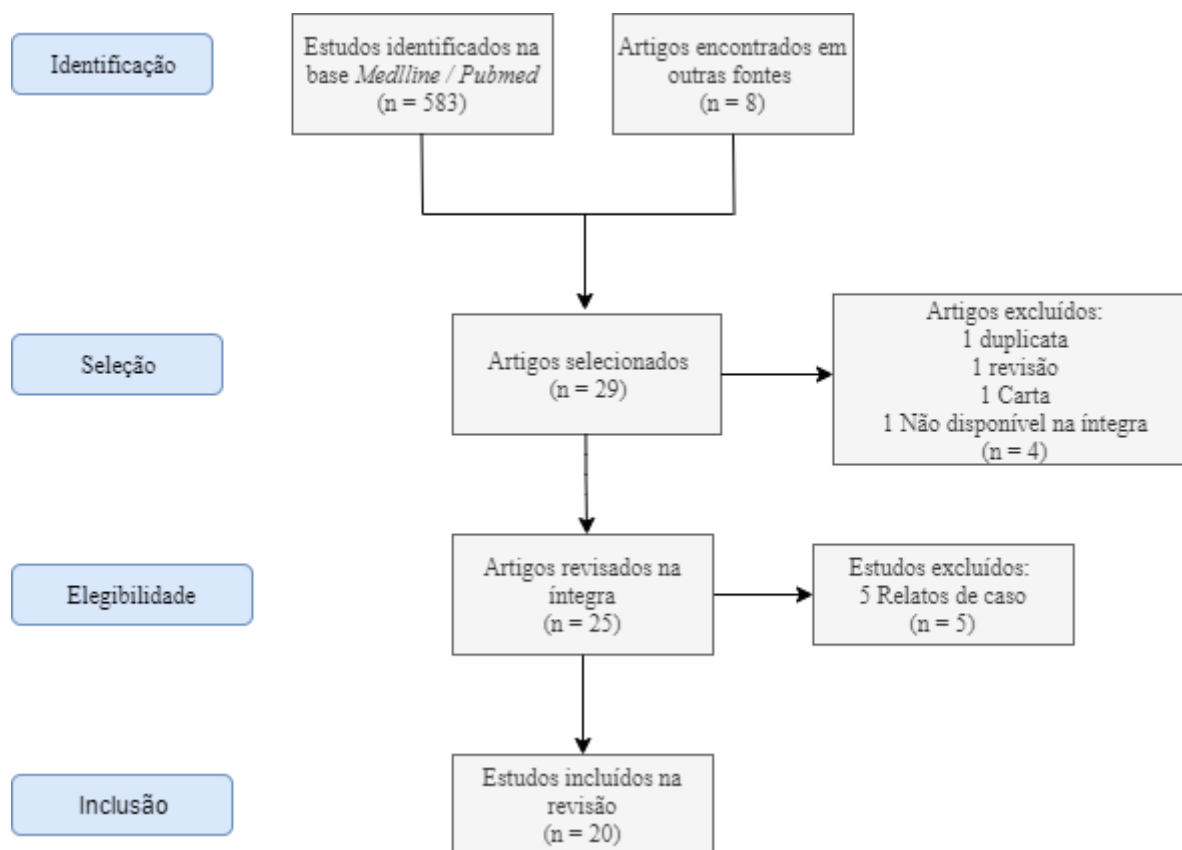 Identificação
Estudos identificados na
base Medlline / Pubmed
(n = 583)
Artigos encontrados em
outras fontes
(n = 8)
Seleção
Artigos selecionados
(n = 29)
Artigos excluídos:
1 duplicata
1 revisão
1 Carta
1 Não disponível na íntegra
(n = 4)
Elegibilidade
Artigos revisados na
íntegra
(n = 25)
Estudos excluídos:
5 Relatos de caso
(n = 5)
Inclusão
Estudos incluídos na
revisão
(n = 20)